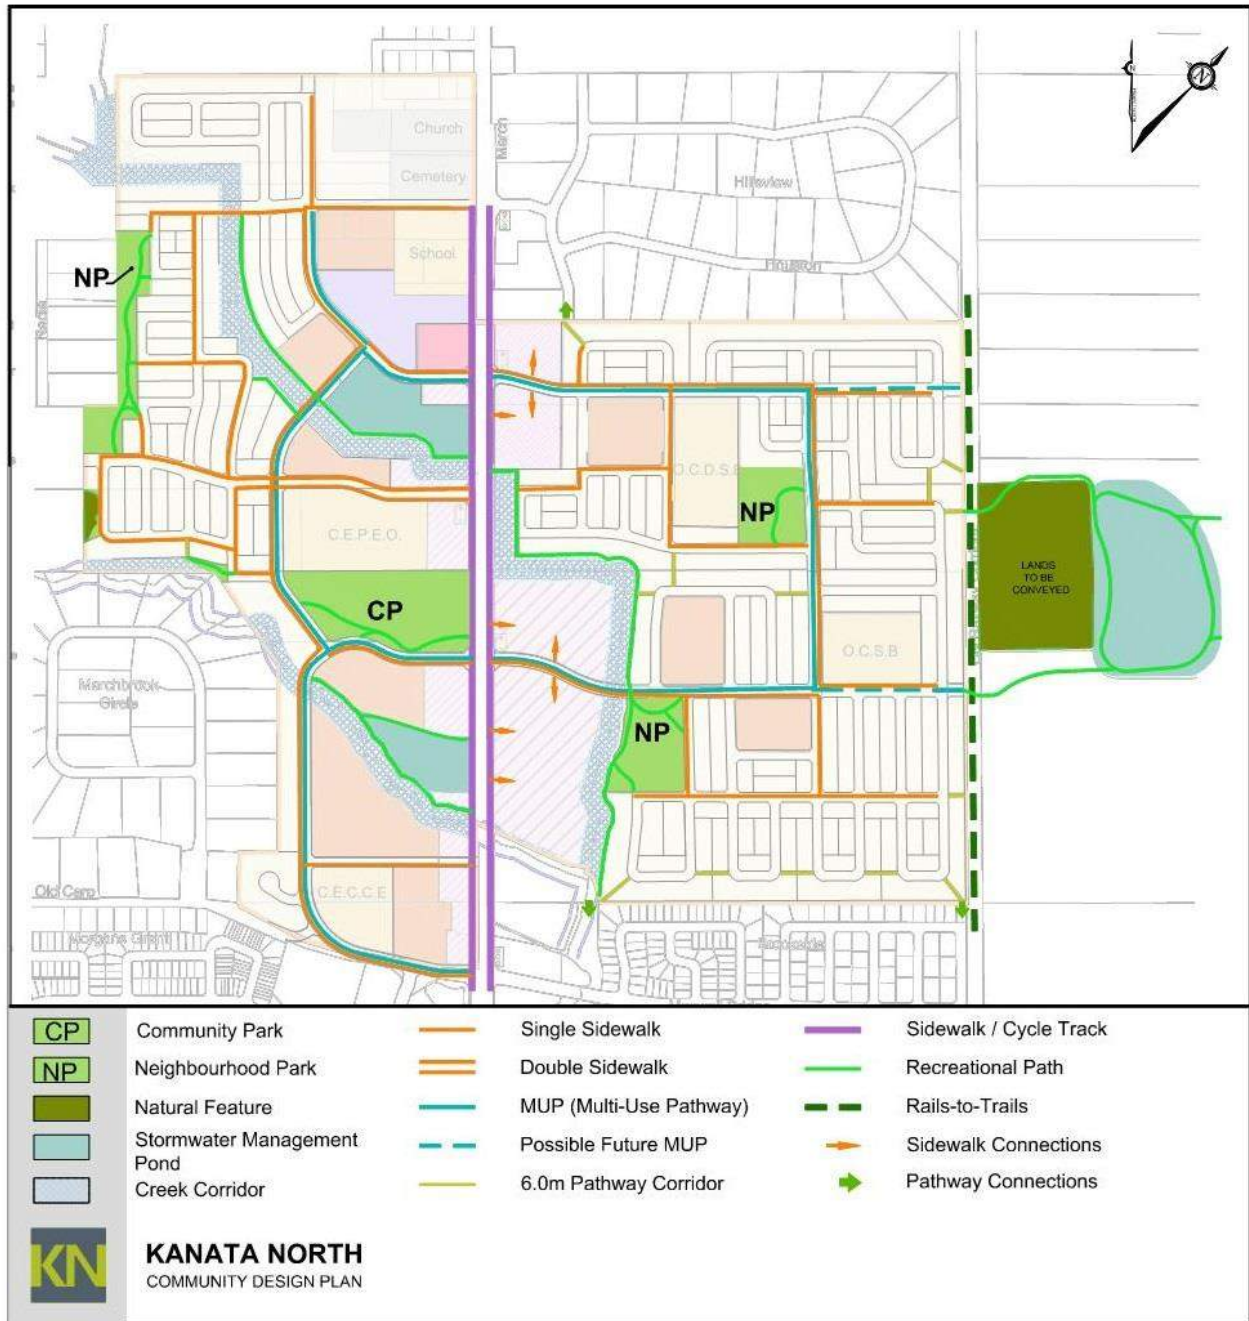 Church
Cemetery
March
Hillsview
School
Houston
NP
O.C.D.S.B
NP
C.E.P.E.O.
LANDS
TO BE
CONVEYED
CP
O.C.S.B
Marchbrook
Circle
NP
Old Carp
C.E.C.C.E
Morgans Grant
CP Community Park
NP Neighbourhood Park
Natural Feature
Stormwater Management
Pond
Creek Corridor
Single Sidewalk
Double Sidewalk
MUP (Multi-Use Pathway)
Possible Future MUP
6.0m Pathway Corridor
Sidewalk / Cycle Track
Recreational Path
Rails-to-Trails
Sidewalk Connections
Pathway Connections
KN
KANATA NORTH
COMMUNITY DESIGN PLAN